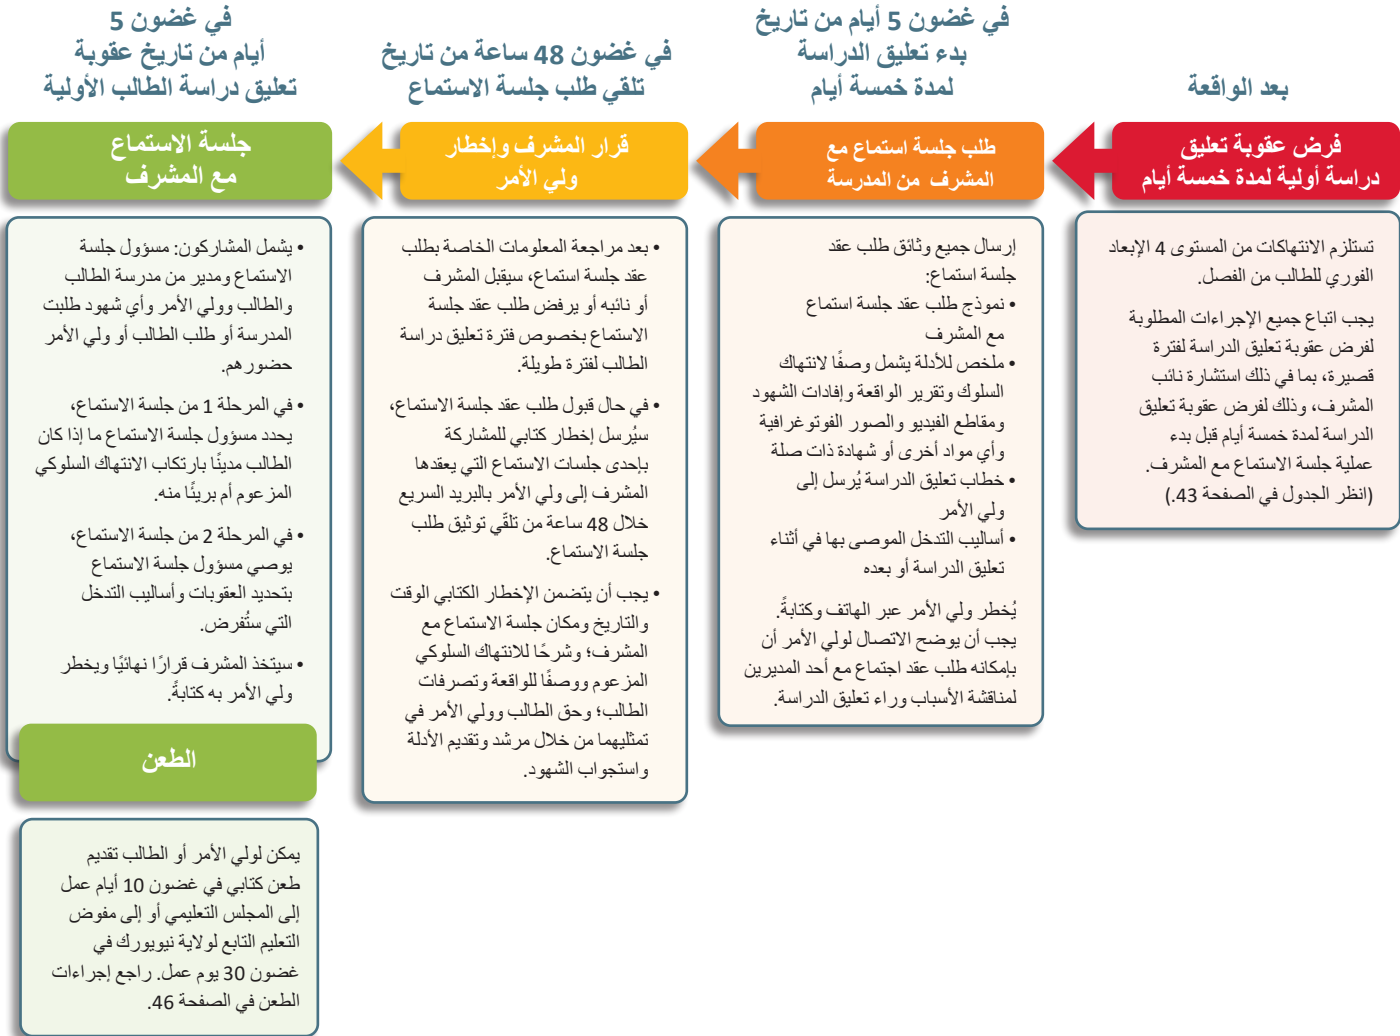 بعد الواقعة
فرض عقوبة تعليق
دراسة أولية لمدة خمسة أيام
تستلزم الانتهاكات من المستوى 4 الإبعاد
الفوري للطالب من الفصل.
يجب اتباع جميع الإجراءات المطلوبة
لفرض عقوبة تعليق الدراسة لفترة
قصيرة، بما في ذلك استشارة نائب
المشرف، وذلك لفرض عقوبة تعليق
الدراسة لمدة خمسة أيام قبل بدء
عملية جلسة الاستماع مع المشرف.
(انظر الجدول في الصفحة 43.)
في غضون 5 أيام من تاريخ
بدء تعليق الدراسة
لمدة خمسة أيام
طلب جلسة استماع مع
المشرف من المدرسة
إرسال جميع وثائق طلب عقد
جلسة استماع:
• نموذج طلب عقد جلسة استماع
مع المشرف
• ملخص للأدلة يشمل وصفًا لانتهاك
السلوك وتقرير الواقعة وإفادات الشهود
ومقاطع الفيديو والصور الفوتوغرافية
وأي مواد أخرى أو شهادة ذات صلة
• خطاب تعليق الدراسة يُرسل إلى
ولي الأمر
• أساليب التدخل الموصى بها في أثناء
تعليق الدراسة أو بعده
يُخطر ولي الأمر عبر الهاتف وكتابةً.
يجب أن يوضح الاتصال لولي الأمر أن
بإمكانه طلب عقد اجتماع مع أحد المديرين
لمناقشة الأسباب وراء تعليق الدراسة.
في غضون 48 ساعة من تاريخ
تلقي طلب جلسة الاستماع
قرار المشرف وإخطار
ولي الأمر
• بعد مراجعة المعلومات الخاصة بطلب
عقد جلسة استماع، سيقبل المشرف
أو نائبه أو يرفض طلب عقد جلسة
الاستماع بخصوص فترة تعليق دراسة
الطالب لفترة طويلة.
• في حال قبول طلب عقد جلسة الاستماع،
سيُرسل إخطار كتابي للمشاركة
بإحدى جلسات الاستماع التي يعقدها
المشرف إلى ولي الأمر بالبريد السريع
خلال 48 ساعة من تلقّي توثيق طلب
جلسة الاستماع.
• يجب أن يتضمن الإخطار الكتابي الوقت
والتاريخ ومكان جلسة الاستماع مع
المشرف؛ وشرحًا للانتهاك السلوكي
المزعوم ووصفًا للواقعة وتصرفات
الطالب؛ وحق الطالب وولي الأمر في
تمثليهما من خلال مرشد وتقديم الأدلة
واستجواب الشهود.
في غضون 5
أيام من تاريخ عقوبة
تعليق دراسة الطالب الأولية
جلسة الاستماع
مع المشرف
• يشمل المشاركون: مسؤول جلسة
الاستماع ومدير من مدرسة الطالب
والطالب وولي الأمر وأي شهود طلبت
المدرسة أو طلب الطالب أو ولي الأمر
حضورهم.
• في المرحلة 1 من جلسة الاستماع،
يحدد مسؤول جلسة الاستماع ما إذا كان
الطالب مدينًا بارتكاب الانتهاك السلوكي
المزعوم أم بريئًا منه.
• في المرحلة 2 من جلسة الاستماع،
يوصي مسؤول جلسة الاستماع
بتحديد العقوبات وأساليب التدخل
التي ستُفرض.
• سيتخذ المشرف قرارًا نهائيًا ويخطر
ولي الأمر به كتابةً.
الطعن
يمكن لولي الأمر أو الطالب تقديم
طعن كتابي في غضون 10 أيام عمل
إلى المجلس التعليمي أو إلى مفوض
التعليم التابع لولاية نيويورك في
غضون 30 يوم عمل. راجع إجراءات
الطعن في الصفحة 46.